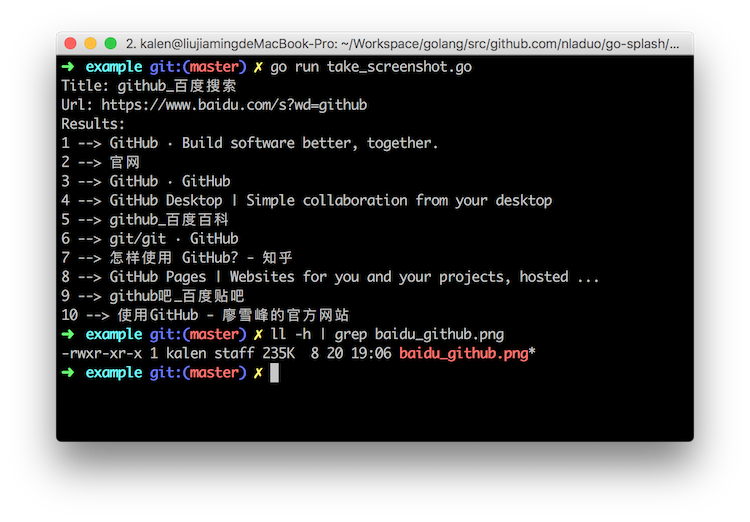 2. kalen@liujiamingdeMacBook-Pro: ~/Workspace/golang/src/github.com/nladuo/go-splash/...
➜ example git:(master) ✗ go run take_screenshot.go
Title: github_百度搜索
Url: https://www.baidu.com/s?wd=github
Results:
1 --> GitHub · Build software better, together.
2 --> 官网
3 --> GitHub · GitHub
4 --> GitHub Desktop | Simple collaboration from your desktop
5 --> github_百度百科
6 --> git/git · GitHub
7 --> 怎样使用 GitHub? - 知乎
8 --> GitHub Pages | Websites for you and your projects, hosted ...
9 --> github吧_百度贴吧
10 --> 使用GitHub - 廖雪峰的官方网站
➜ example git:(master) ✗ ll -h | grep baidu_github.png
-rwxr-xr-x 1 kalen staff 235K 8 20 19:06 baidu_github.png*
➜ example git:(master) ✗